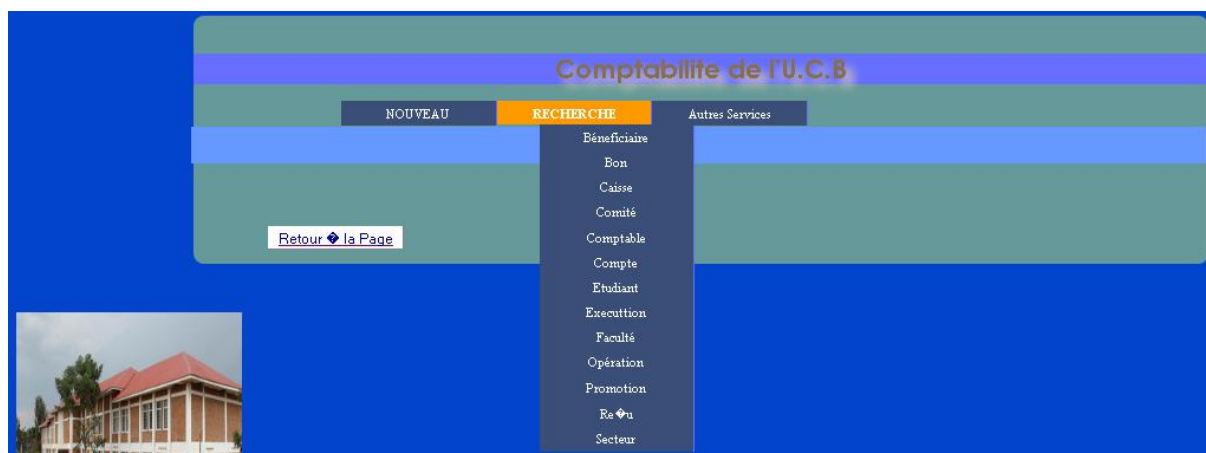 Comptabilite de l'U.C.B
NOUVEAU RECHERCHE Autres Services
Béneficiaire
Bon
Caisse
Comité
Retour � la Page
Comptable
Compte
Etudiant
Executtion
Faculté
Opération
Promotion
Re�u
Secteur